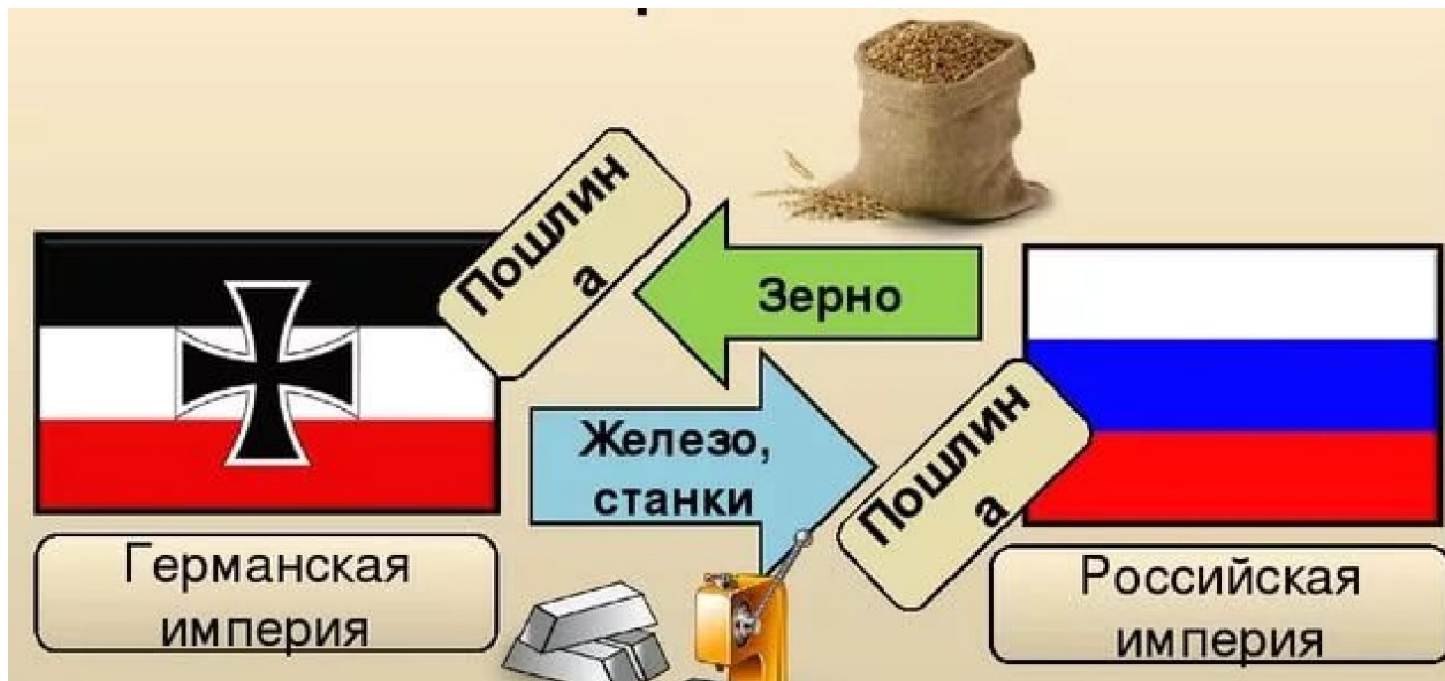 Пошлин
а
Зерно
Железо,
станки
Пошлин
а
Германская
империя
Российская
империя